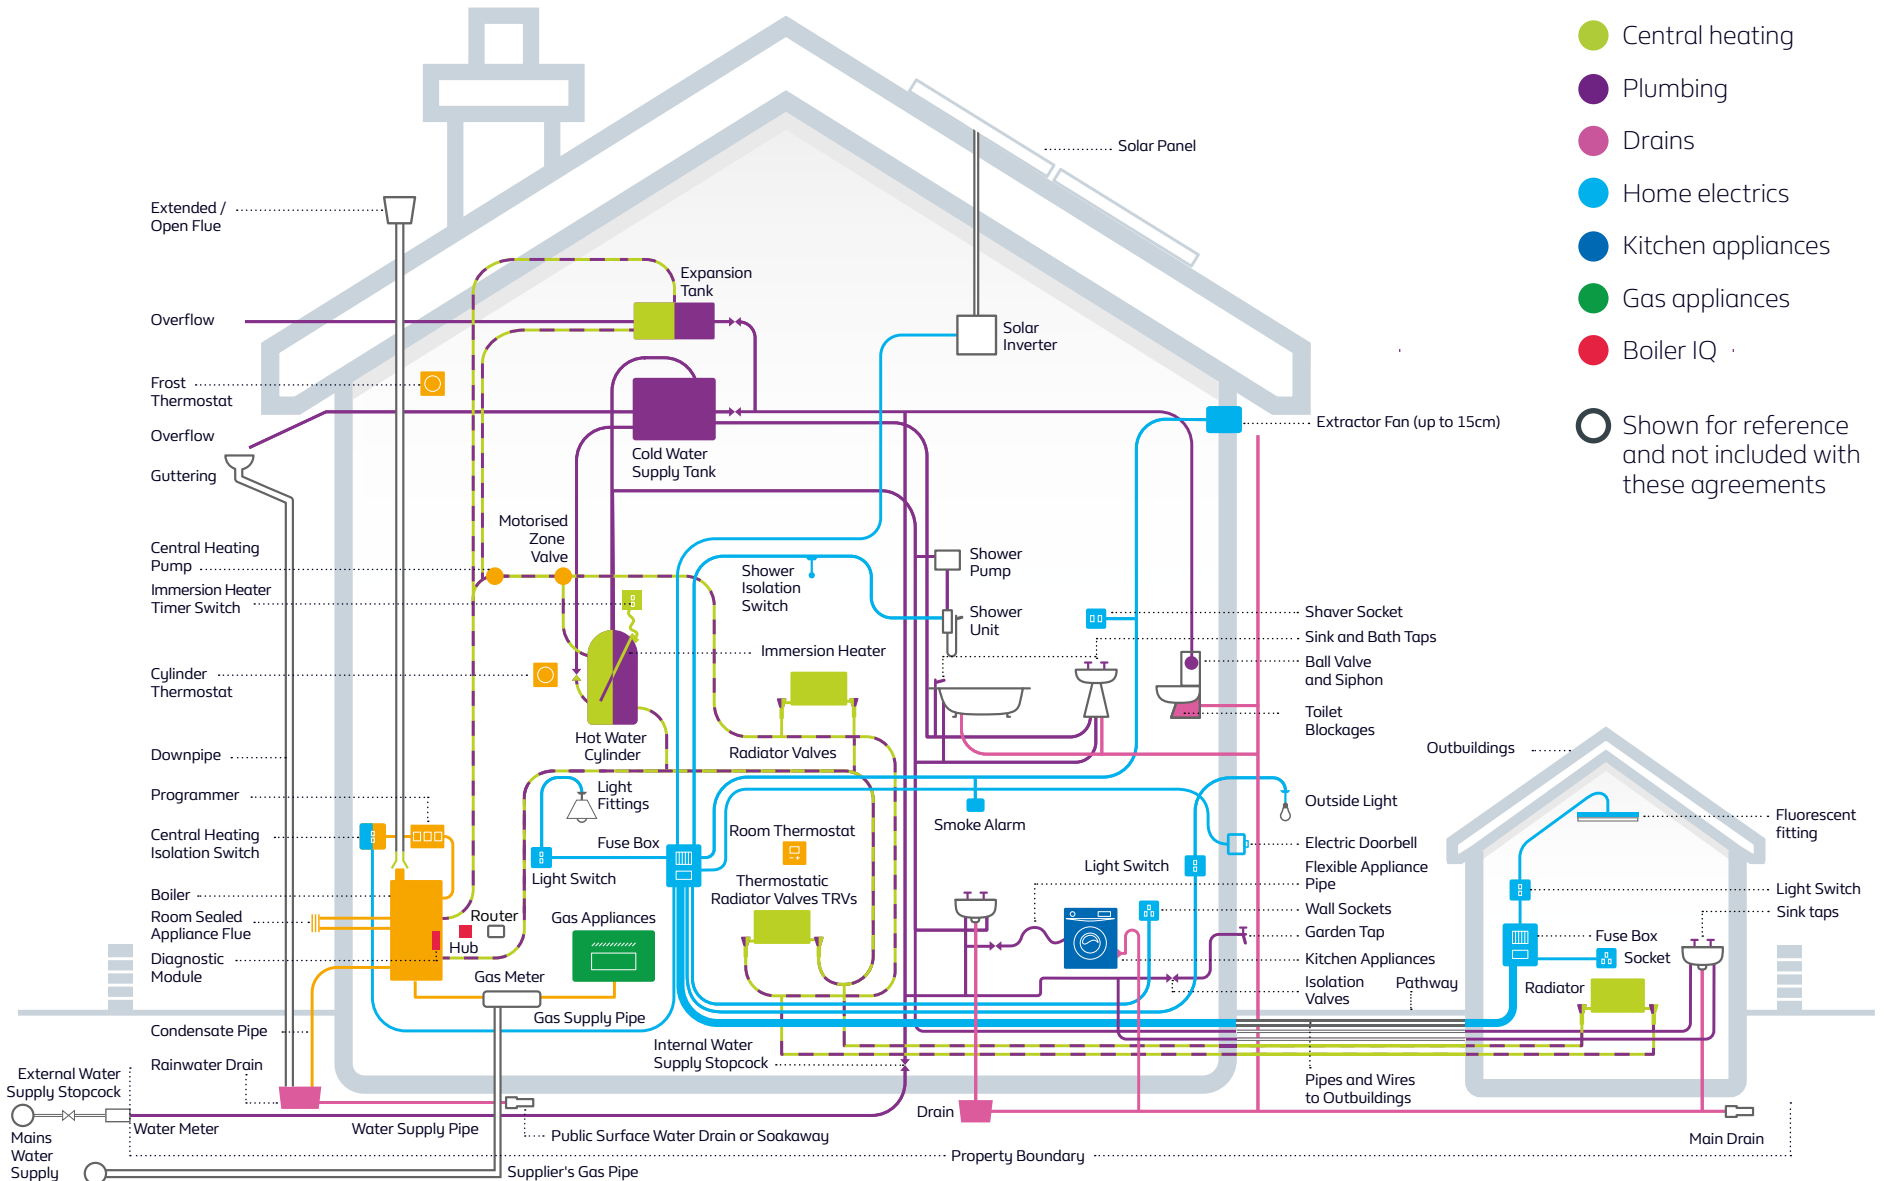 Central heating
Plumbing
Drains
Home electrics
Kitchen appliances
Gas appliances
Boiler IQ
Shown for reference
and not included with
these agreements
Solar Panel
Extended /
Open Flue
Expansion
Tank
Overflow
Solar
Inverter
Frost
Thermostat
Overflow
Extractor Fan (up to 15cm)
Cold Water
Supply Tank
Guttering
Motorised
Zone
Valve
Central Heating
Pump
Shower
Pump
Shower
Isolation
Switch
Immersion Heater
Timer Switch
Shower
Unit
Shaver Socket
Sink and Bath Taps
Immersion Heater
Ball Valve
and Siphon
Cylinder
Thermostat
Toilet
Blockages
Hot Water
Cylinder
Radiator Valves
Outbuildings
Downpipe
Light
Fittings
Programmer
Outside Light
Fluorescent
fitting
Smoke Alarm
Room Thermostat
Central Heating
Isolation Switch
Fuse Box
Electric Doorbell
Light Switch
Light Switch
Flexible Appliance
Pipe
Thermostatic
Radiator Valves TRVs
Boiler
Light Switch
Room Sealed
Appliance Flue
Router
Gas Appliances
Wall Sockets
Sink taps
Garden Tap
Hub
Fuse Box
Diagnostic
Module
Kitchen Appliances
Socket
Gas Meter
Isolation
Valves
Pathway
Radiator
Gas Supply Pipe
Condensate Pipe
Internal Water
Supply Stopcock
Rainwater Drain
External Water
Supply Stopcock
Pipes and Wires
to Outbuildings
Drain
Water Meter
Water Supply Pipe
Public Surface Water Drain or Soakaway
Main Drain
Mains
Water
Supply
Property Boundary
Supplier's Gas Pipe